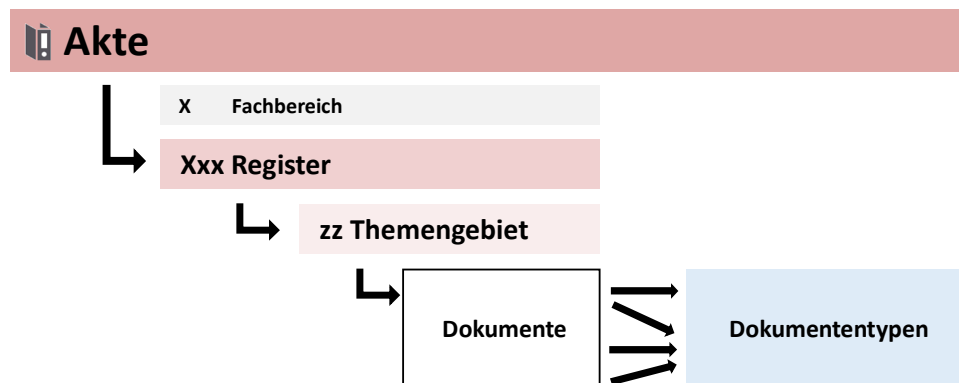 Akte
X Fachbereich
Xxx Register
zz Themengebiet
Dokumente
Dokumententypen